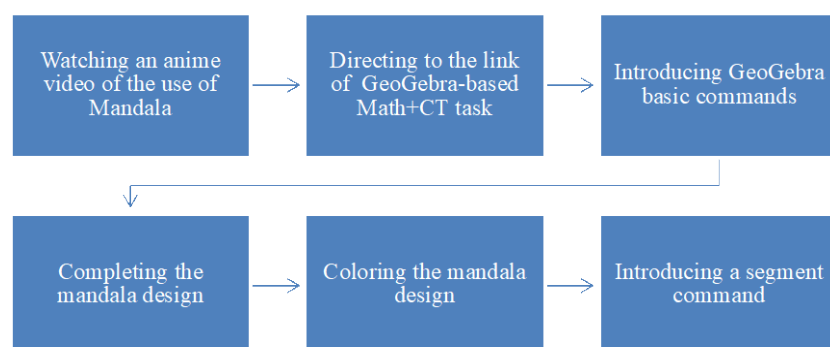 Watching an anime
video of the use of
Mandala
Directing to the link
of GeoGebra-based
Math+CT task
Introducing GeoGebra
basic commands
Completing the
mandala design
Coloring the mandala
design
Introducing a segment
command